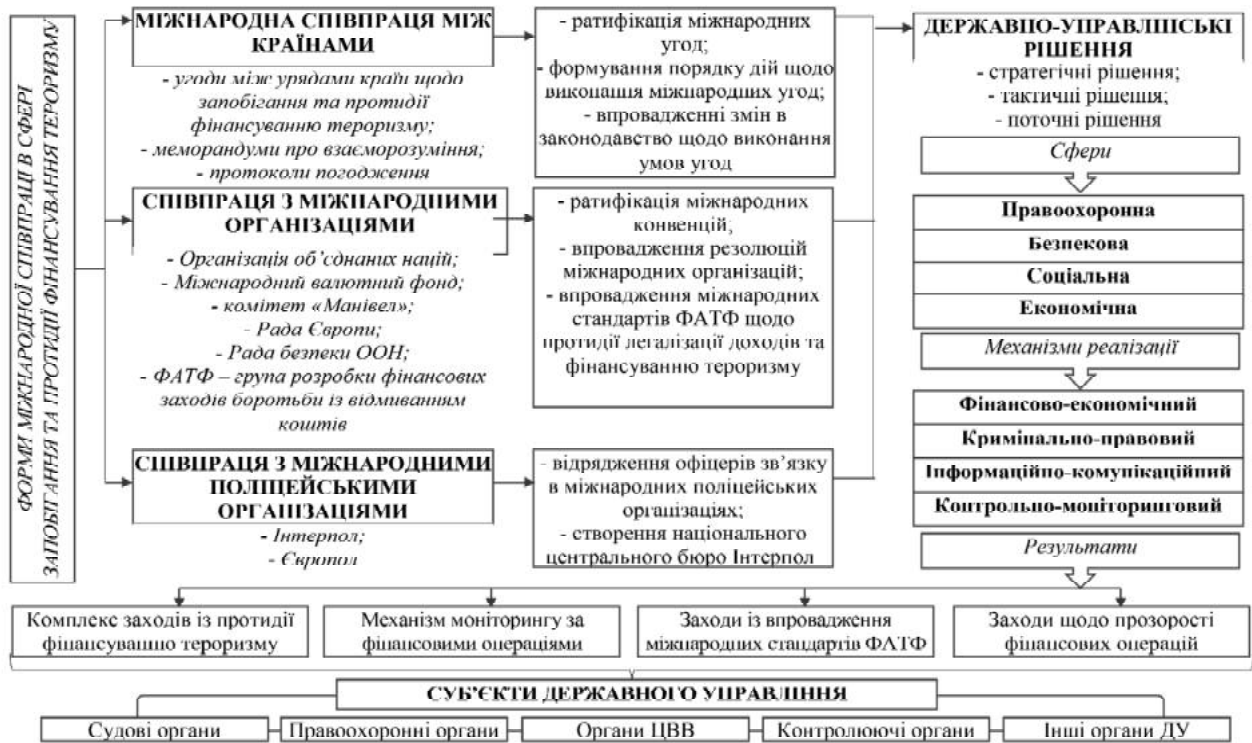 ФОРМИ МІЖНАРОДНОЇ СПІВПРАЦІ В СФЕРІ
ЗАПОБІГАННЯ ТА ПРОТИДІЇ ФІНАНСУВАННЯ ТЕРОРИЗМУ
МІЖНАРОДНА СПІВПРАЦЯ МІЖ
КРАЇНАМИ
- угоди між урядами країн щодо
запобігання та протидії
фінансуванню тероризму;
- меморандуми про взаєморозуміння;
- протоколи погодження
- ратифікація міжнародних
угод;
- формування порядку дій щодо
виконання міжнародних угод;
- впровадженні змін в
законодавство щодо виконання
умов угод
СПІВПРАЦЯ З МІЖНАРОДНИМИ
ОРГАНІЗАЦІЯМИ
- Організація об’єднаних націй;
- Міжнародний валютний фонд;
- комітет «Манівел»;
- Рада Європи;
- Рада безпеки ООН;
- ФАТФ – група розробки фінансових
заходів боротьби із відмиванням
коштів
- ратифікація міжнародних
конвенцій;
- впровадження резолюцій
міжнародних організацій;
- впровадження міжнародних
стандартів ФАТФ щодо
протидії легалізації доходів та
фінансуванню тероризму
СПІВПРАЦЯ З МІЖНАРОДНИМИ
ПОЛІЦЕЙСЬКИМИ
ОРГАНІЗАЦІЯМИ
- Інтерпол;
- Європол
- відрядження офіцерів зв’язку
в міжнародних поліцейських
організаціях;
- створення національного
центрального бюро Інтерпол
ДЕРЖАВНО-УПРАВЛІНСЬКІ
РІШЕННЯ
- стратегічні рішення;
- тактичні рішення;
- поточні рішення
Сфери
Правоохоронна
Безпекова
Соціальна
Економічна
Механізми реалізації
Фінансово-економічний
Кримінально-правовий
Інформаційно-комунікаційний
Контрольно-моніторинговий
Результати
Комплекс заходів із протидії
фінансуванню тероризму
Механізм моніторингу за
фінансовими операціями
Заходи із впровадження
міжнародних стандартів ФАТФ
Заходи щодо прозорості
фінансових операцій
СУБ’ЄКТИ ДЕРЖАВНОГО УПРАВЛІННЯ
Судові органи
Правоохоронні органи
Органи ЦВВ
Контролюючі органи
Інші органи ДУ